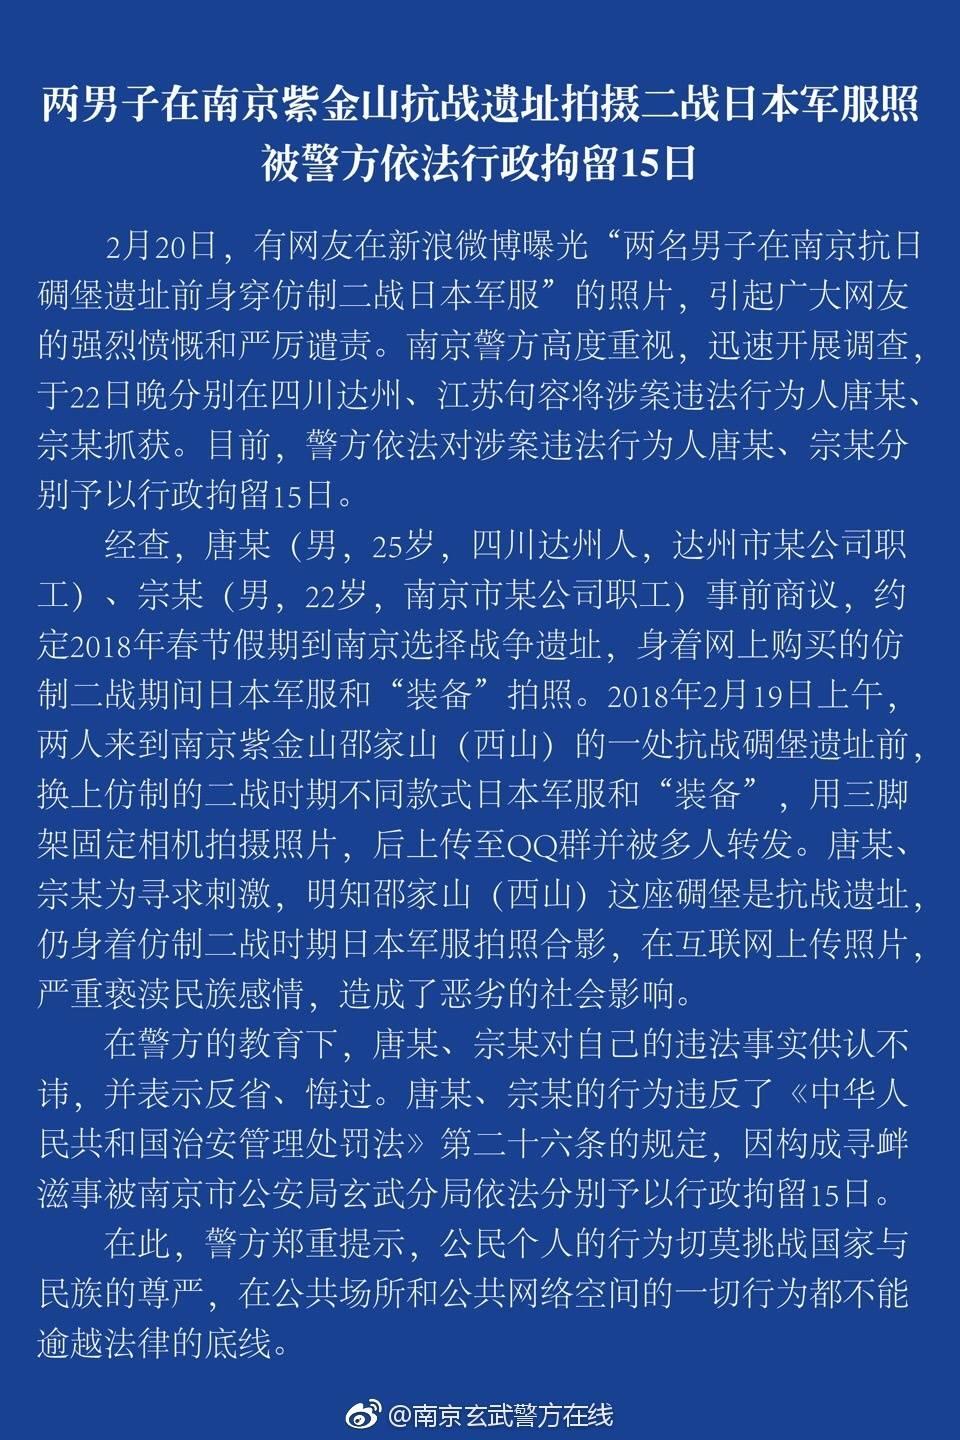 两男子在南京紫金山抗战遗址拍摄二战日本军服照
被警方依法行政拘留15日
2月20日，有网友在新浪微博曝光“两名男子在南京抗日
碉堡遗址前身穿仿制二战日本军服”的照片，引起广大网友
的强烈愤慨和严厉谴责。南京警方高度重视，迅速开展调查，
于22日晚分别在四川达州、江苏句容将涉案违法行为人唐某、
宗某抓获。目前，警方依法对涉案违法行为人唐某、宗某分
别予以行政拘留15日。
经查，唐某（男，25岁，四川达州人，达州市某公司职
工）、宗某（男，22岁，南京市某公司职工）事前商议，约
定2018年春节假期到南京选择战争遗址，身着网上购买的仿
制二战期间日本军服和“装备”拍照。2018年2月19日上午，
两人来到南京紫金山邵家山（西山）的一处抗战碉堡遗址前，
换上仿制的二战时期不同款式日本军服和“装备”，用三脚
架固定相机拍摄照片，后上传至QQ群并被多人转发。唐某、
宗某为寻求刺激，明知邵家山（西山）这座碉堡是抗战遗址，
仍身着仿制二战时期日本军服拍照合影，在互联网上传照片，
严重亵渎民族感情，造成了恶劣的社会影响。
在警方的教育下，唐某、宗某对自己的违法事实供认不
讳，并表示反省、悔过。唐某、宗某的行为违反了《中华人
民共和国治安管理处罚法》第二十六条的规定，因构成寻衅
滋事被南京市公安局玄武分局依法分别予以行政拘留15日。
在此，警方郑重提示，公民个人的行为切莫挑战国家与
民族的尊严，在公共场所和公共网络空间的一切行为都不能
逾越法律的底线。
@南京玄武警方在线